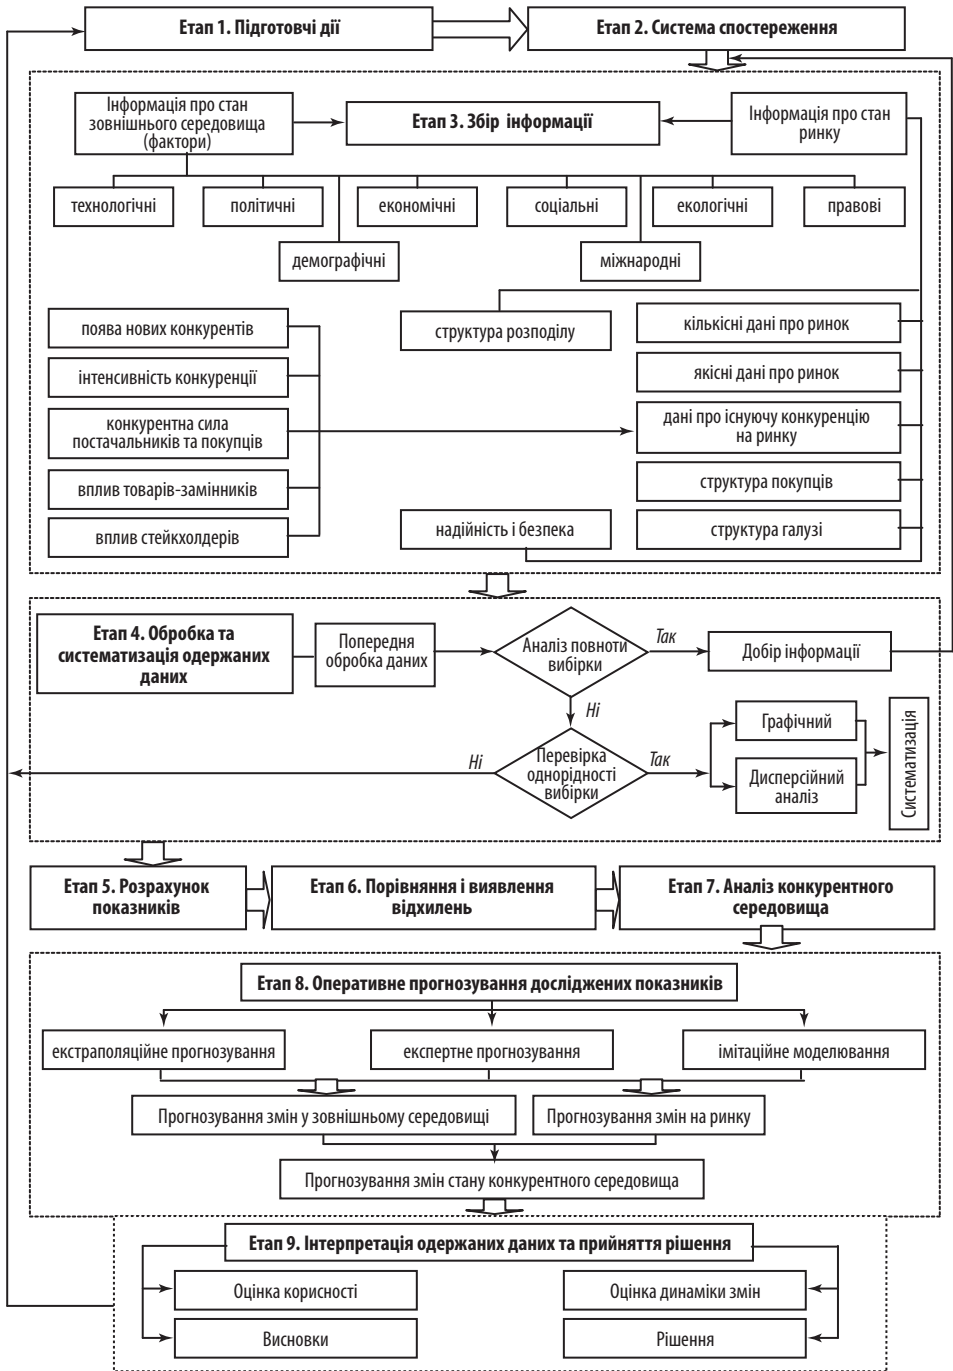 Етап 1. Підготовчі дії
Етап 2. Система спостереження
Інформація про стан
зовнішнього середовища
(фактори)
Етап 3. Збір інформації
Інформація про стан
ринку
технологічні
політичні
економічні
соціальні
екологічні
правові
демографічні
міжнародні
поява нових конкурентів
структура розподілу
кількісні дані про ринок
інтенсивність конкуренції
якісні дані про ринок
конкурентна сила
постачальників та покупців
дані про існуючу конкуренцію
на ринку
вплив товарів-замінників
структура покупців
вплив стейкхолдерів
надійність і безпека
структура галузі
Етап 4. Обробка та
систематизація одержаних
даних
Попередня
обробка даних
Аналіз повноти
вибірки
Так
Добір інформації
Ні
Ні
Перевірка
однорідності
вибірки
Так
Графічний
Дисперсійний
аналіз
Систематизація
Етап 5. Розрахунок
показників
Етап 6. Порівняння і виявлення
відхилень
Етап 7. Аналіз конкурентного
середовища
Етап 8. Оперативне прогнозування досліджених показників
екстраполяційне прогнозування
експертне прогнозування
імітаційне моделювання
Прогнозування змін у зовнішньому середовищі
Прогнозування змін на ринку
Прогнозування змін стану конкурентного середовища
Етап 9. Інтерпретація одержаних даних та прийняття рішення
Оцінка корисності
Оцінка динаміки змін
Висновки
Рішення